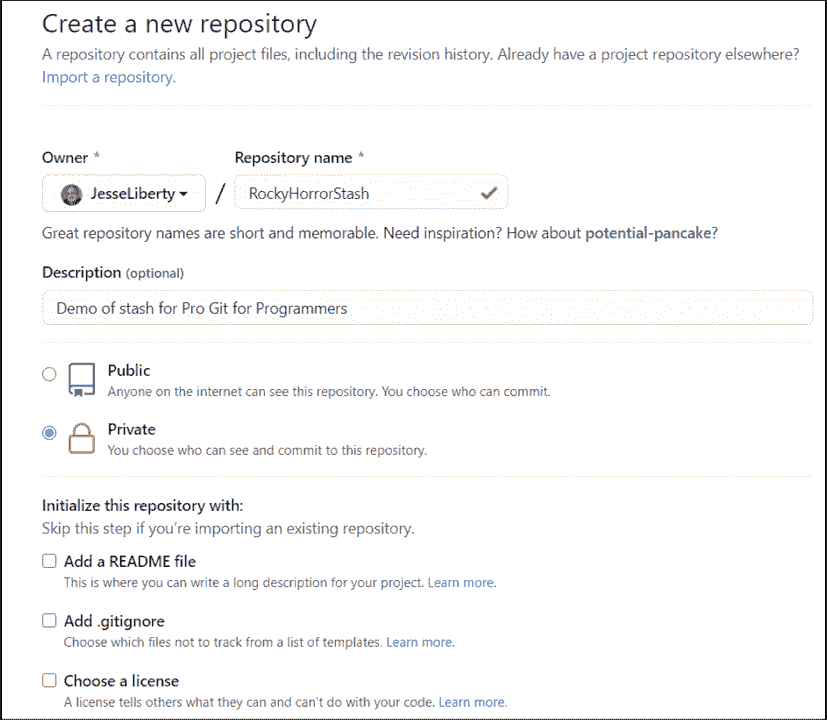 Create a new repository
A repository contains all project files, including the revision history. Already have a project repository elsewhere?
Import a repository.
Owner *
Repository name *
JesseLiberty
/
RockyHorrorStash
Great repository names are short and memorable. Need inspiration? How about potential-pancake?
Description (optional)
Demo of stash for Pro Git for Programmers
Public
Anyone on the internet can see this repository. You choose who can commit.
Private
You choose who can see and commit to this repository.
Initialize this repository with:
Skip this step if you're importing an existing repository.
Add a README file
This is where you can write a long description for your project. Learn more.
Add .gitignore
Choose which files not to track from a list of templates. Learn more.
Choose a license
A license tells others what they can and can't do with your code. Learn more.